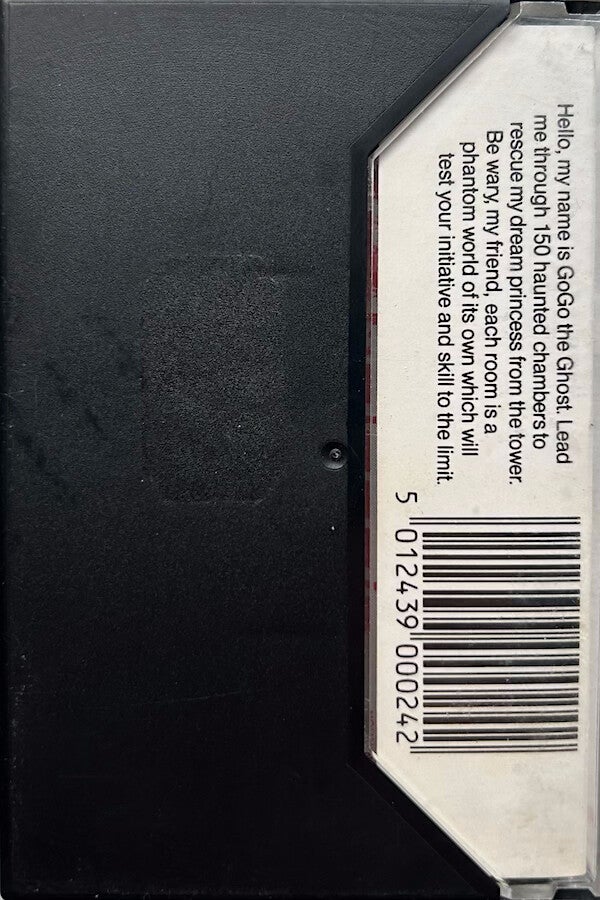 Hello, my name is GoGo the Ghost. Lead
me through 150 haunted chambers to
rescue my dream princess from the tower.
Be wary, my friend, each room is a
phantom world of its own which will
test your initiative and skill to the limit.
5 012439 000242